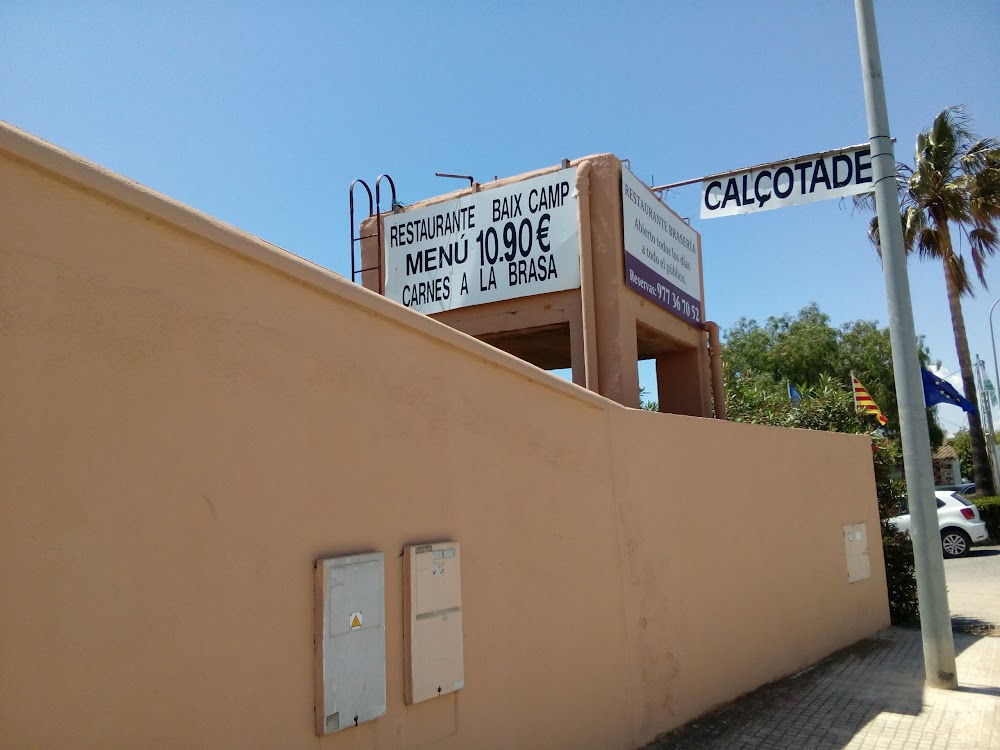 RESTAURANTE BAIX CAMP
MENÚ 10.90€
CARNES A LA BRASA
RESTAURANTE BRASERÍA
Abierto todos los días
a todo el público.
Reservas: 977 36 70 52
CALÇOTADE